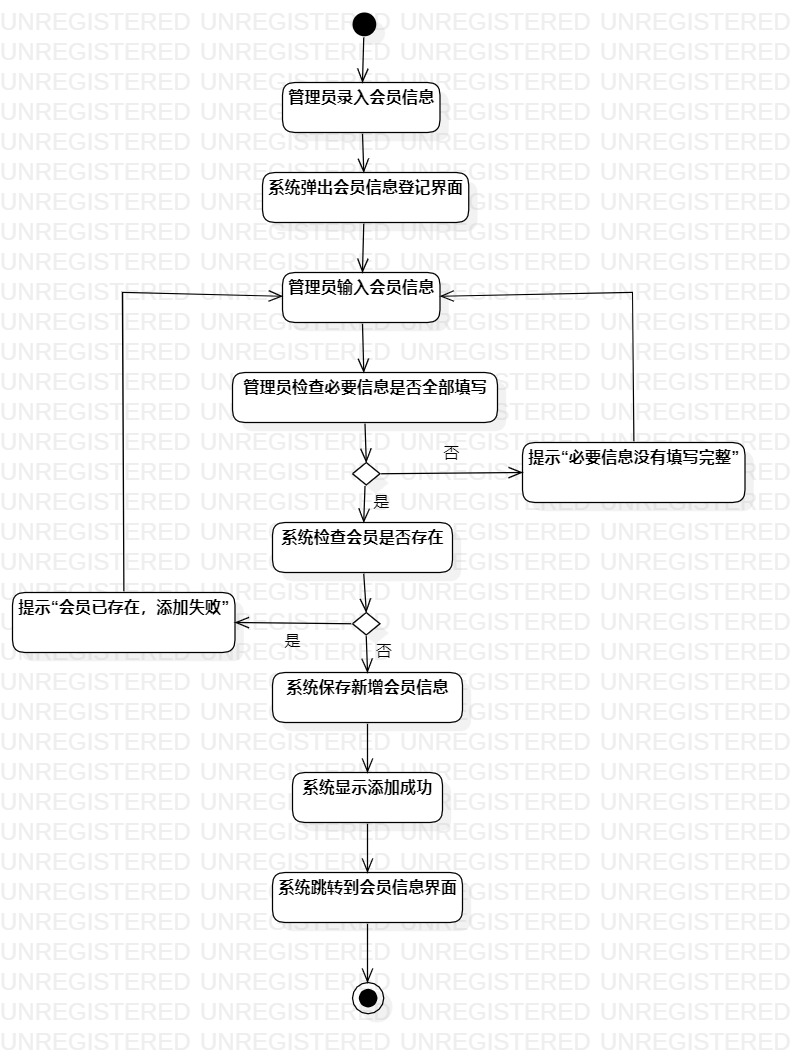 管理员录入会员信息
系统弹出会员信息登记界面
管理员输入会员信息
管理员检查必要信息是否全部填写
否
提示“必要信息没有填写完整”
是
系统检查会员是否存在
提示“会员已存在，添加失败”
是
否
系统保存新增会员信息
系统显示添加成功
系统跳转到会员信息界面
UNREGISTERED